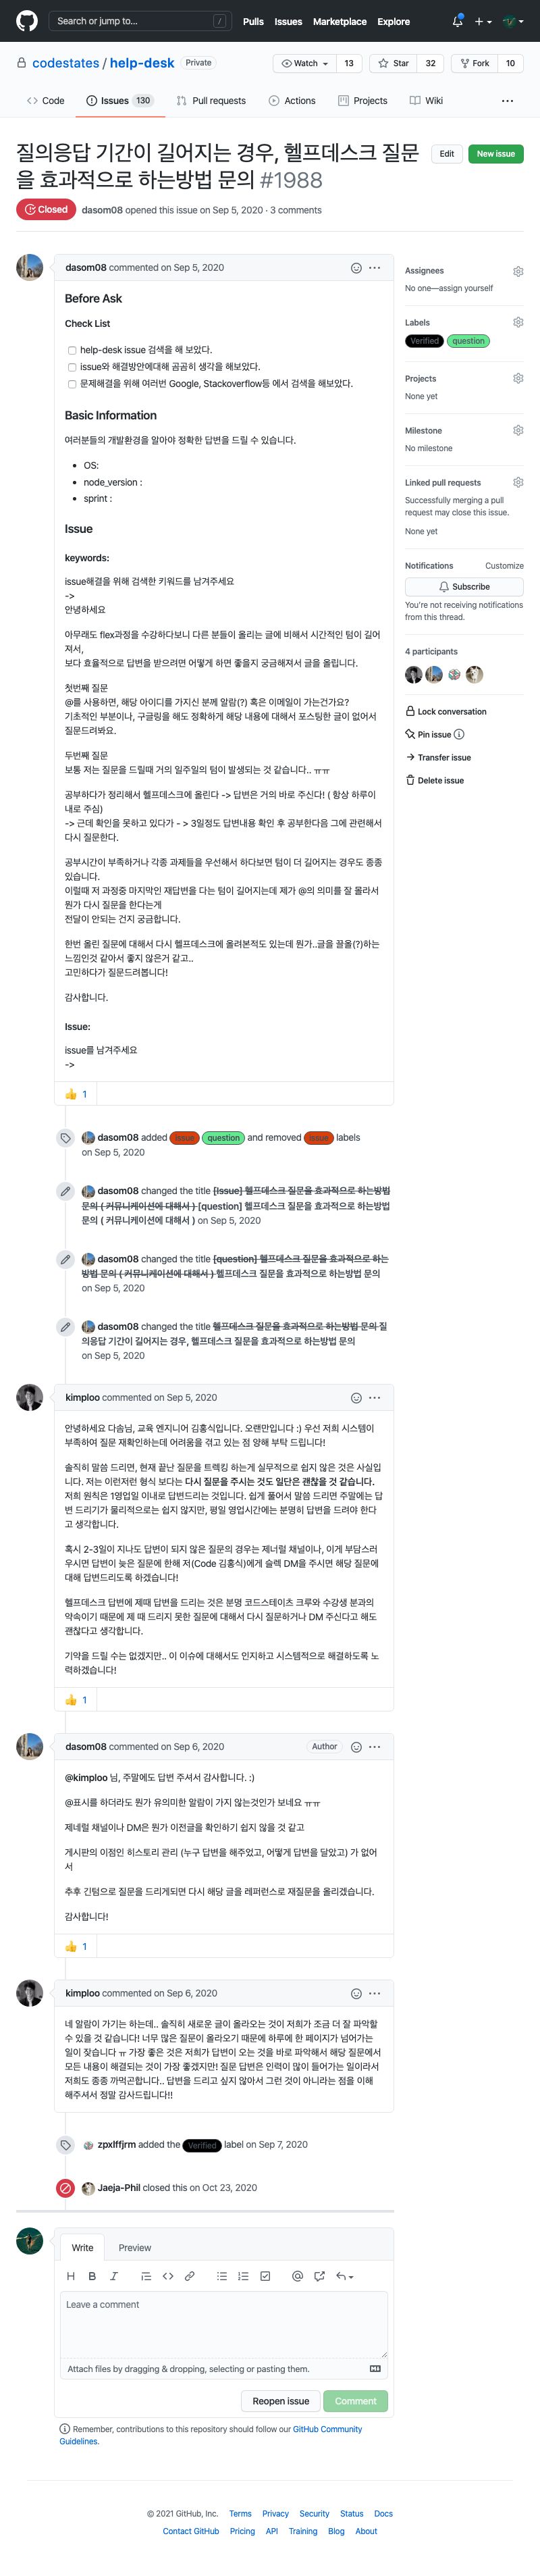 Search or jump to... /
Pulls Issues Marketplace Explore
codestates / help-desk Private
Watch 13 Star 32 Fork 10
Code Issues 130 Pull requests Actions Projects Wiki ...
질의응답 기간이 길어지는 경우, 헬프데스크 질문
을 효과적으로 하는방법 문의 #1988
Edit New issue
Closed dasom08 opened this issue on Sep 5, 2020 · 3 comments
dasom08 commented on Sep 5, 2020
Before Ask
Check List
help-desk issue 검색을 해 보았다.
issue와 해결방안에대해 곰곰히 생각을 해보았다.
문제해결을 위해 여러번 Google, Stackoverflow등 에서 검색을 해보았다.
Basic Information
여러분들의 개발환경을 알아야 정확한 답변을 드릴 수 있습니다.
• OS:
• node_version :
• sprint :
Issue
keywords:
issue해결을 위해 검색한 키워드를 남겨주세요
->
안녕하세요
아무래도 flex과정을 수강하다보니 다른 분들이 올리는 글에 비해서 시간적인 텀이 길어
져서,
보다 효율적으로 답변을 받으려면 어떻게 하면 좋을지 궁금해져서 글을 올립니다.
첫번째 질문
@를 사용하면, 해당 아이디를 가지신 분께 알람(?) 혹은 이메일이 가는건가요?
기초적인 부분이나, 구글링을 해도 정확하게 해당 내용에 대해서 포스팅한 글이 없어서
질문드려봐요.
두번째 질문
보통 저는 질문을 드릴때 거의 일주일의 텀이 발생되는 것 같습니다.. ㅠㅠ
공부하다가 정리해서 헬프데스크에 올린다 -> 답변은 거의 바로 주신다! ( 항상 하루이
내로 주심)
-> 근데 확인을 못하고 있다가 - > 3일정도 답변내용 확인 후 공부한다음 그에 관련해서
다시 질문한다.
공부시간이 부족하거나 각종 과제들을 우선해서 하다보면 텀이 더 길어지는 경우도 종종
있습니다.
이럴때 저 과정중 마지막인 재답변을 다는 텀이 길어지는데 제가 @의 의미를 잘 몰라서
뭔가 다시 질문을 한다는게
전달이 안되는 건지 궁금합니다.
한번 올린 질문에 대해서 다시 헬프데스크에 올려본적도 있는데 뭔가..글을 끌올(?)하는
느낌인것 같아서 좋지 않은거 같고..
고민하다가 질문드려봅니다!
감사합니다.
Issue:
issue를 남겨주세요
->
👍 1
dasom08 added issue question and removed issue labels
on Sep 5, 2020
dasom08 changed the title [Issue] 헬프데스크 질문을 효과적으로 하는방법
문의 ( 커뮤니케이션에 대해서 ) [question] 헬프데스크 질문을 효과적으로 하는방법
문의 ( 커뮤니케이션에 대해서 ) on Sep 5, 2020
dasom08 changed the title [question] 헬프데스크 질문을 효과적으로 하는
방법 문의 ( 커뮤니케이션에 대해서 ) 헬프데스크 질문을 효과적으로 하는방법 문의
on Sep 5, 2020
dasom08 changed the title 헬프데스크 질문을 효과적으로 하는방법 문의 질
의응답 기간이 길어지는 경우, 헬프데스크 질문을 효과적으로 하는방법 문의
on Sep 5, 2020
kimploo commented on Sep 5, 2020
안녕하세요 다솜님, 교육 엔지니어 김홍식입니다. 오랜만입니다 :) 우선 저희 시스템이
부족하여 질문 재확인하는데 어려움을 겪고 있는 점 양해 부탁 드립니다!
솔직히 말씀 드리면, 현재 끝난 질문을 트렉킹 하는게 실무적으로 쉽지 않은 것은 사실입
니다. 저는 이런저런 형식 보다는 다시 질문을 주시는 것도 일단은 괜찮을 것 같습니다.
저희 원칙은 1영업일 이내로 답변드리는 것입니다. 쉽게 풀어서 말씀 드리면 주말에는 답
변 드리기가 물리적으로는 쉽지 않지만, 평일 영업시간에는 분명히 답변을 드려야 한다
고 생각합니다.
혹시 2-3일이 지나도 답변이 되지 않은 질문의 경우는 제너럴 채널이나, 이게 부담스러
우시면 답변이 늦은 질문에 한해 저(Code 김홍식)에게 슬렉 DM을 주시면 해당 질문에
대해 답변드리도록 하겠습니다!
헬프데스크 답변에 제때 답변을 드리는 것은 분명 코드스테이츠 크루와 수강생 분과의
약속이기 때문에 제 때 드리지 못한 질문에 대해서 다시 질문하거나 DM 주신다고 해도
괜찮다고 생각합니다.
기약을 드릴 수는 없겠지만.. 이 이슈에 대해서도 인지하고 시스템적으로 해결하도록 노
력하겠습니다!
👍 1
dasom08 commented on Sep 6, 2020 Author
@kimploo 님, 주말에도 답변 주셔서 감사합니다. :)
@표시를 하더라도 뭔가 유의미한 알람이 가지 않는것인가 보네요 ㅠㅠ
제네럴 채널이나 DM은 뭔가 이전글을 확인하기 쉽지 않을 것 같고
게시판의 이점인 히스토리 관리 (누구 답변을 해주었고, 어떻게 답변을 달았고) 가 없어
서
추후 긴텀으로 질문을 드리게되면 다시 해당 글을 레퍼런스로 재질문을 올리겠습니다.
감사합니다!
👍 1
kimploo commented on Sep 6, 2020
네 알람이 가기는 하는데.. 솔직히 새로운 글이 올라오는 것이 저희가 조금 더 잘 파악할
수 있을 것 같습니다! 너무 많은 질문이 올라오기 때문에 하루에 한 페이지가 넘어가는
일이 잦습니다 ㅠ 가장 좋은 것은 저희가 답변이 오는 것을 바로 파악해서 해당 질문에서
모든 내용이 해결되는 것이 가장 좋겠지만! 질문 답변은 인력이 많이 들어가는 일이라서
저희도 종종 까먹곤합니다.. 답변을 드리고 싶지 않아서 그런 것이 아니라는 점을 이해
해주셔서 정말 감사드립니다!!
zpxlffjrm added the Verified label on Sep 7, 2020
Jaeja-Phil closed this on Oct 23, 2020
Write Preview
Leave a comment
Attach files by dragging & dropping, selecting or pasting them.
Reopen issue Comment
Remember, contributions to this repository should follow our GitHub Community
Guidelines.
Assignees
No one—assign yourself
Labels
Verified question
Projects
None yet
Milestone
No milestone
Linked pull requests
Successfully merging a pull
request may close this issue.
None yet
Notifications Customize
Subscribe
You're not receiving notifications
from this thread.
4 participants
Lock conversation
Pin issue
Transfer issue
Delete issue
© 2021 GitHub, Inc. Terms Privacy Security Status Docs
Contact GitHub Pricing API Training Blog About